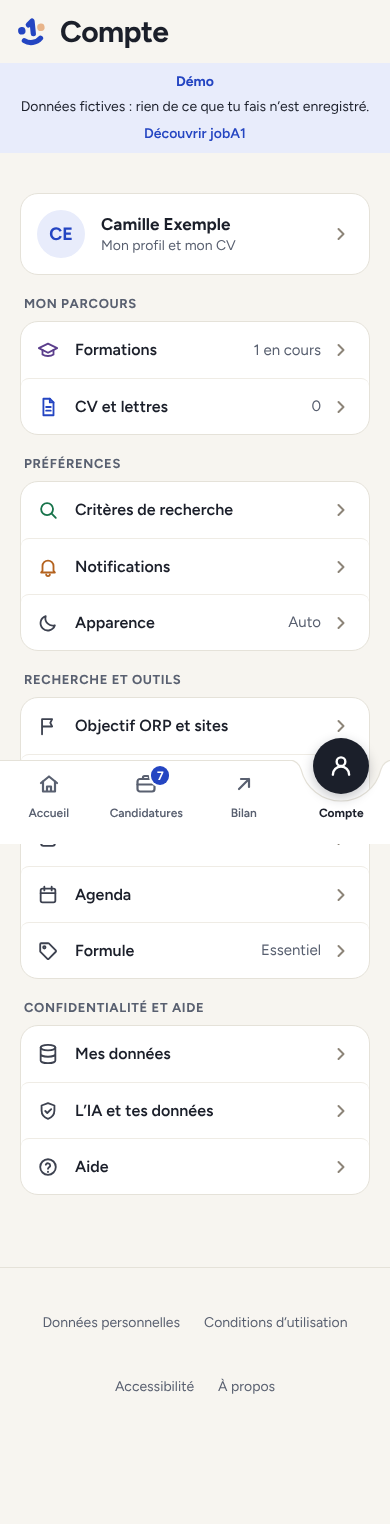 Compte
Démo
Données fictives : rien de ce que tu fais n'est enregistré.
Découvrir jobA1
CE
Camille Exemple
Mon profil et mon CV
MON PARCOURS
Formations 1 en cours
CV et lettres 0
PRÉFÉRENCES
Critères de recherche
Notifications
Apparence Auto
RECHERCHE ET OUTILS
Objectif ORP et sites
7
Accueil Candidatures Bilan Compte
Agenda
Formule Essentiel
CONFIDENTIALITÉ ET AIDE
Mes données
L'IA et tes données
Aide
Données personnelles Conditions d'utilisation
Accessibilité À propos